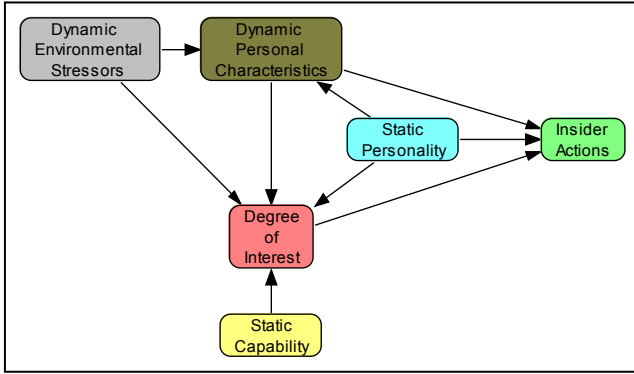 Dynamic
Environmental
Stressors
Dynamic
Personal
Characteristics
Static
Personality
Insider
Actions
Degree
of
Interest
Static
Capability